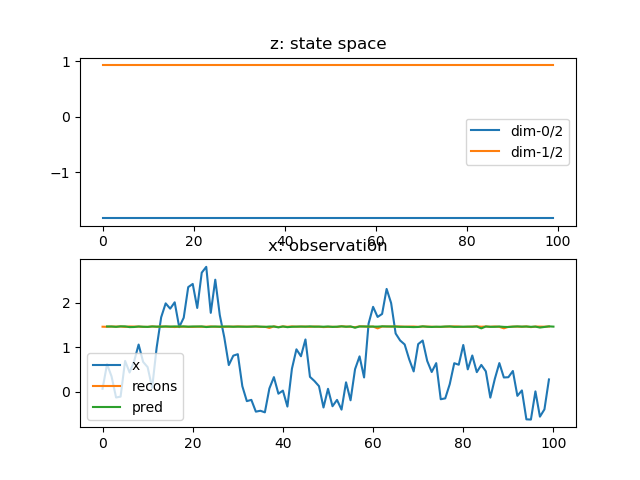 z: state space
1
0
−1
dim-0/2
dim-1/2
0 20 40 60 80 100
x: observation
2
1
0
x
recons
pred
0 20 40 60 80 100